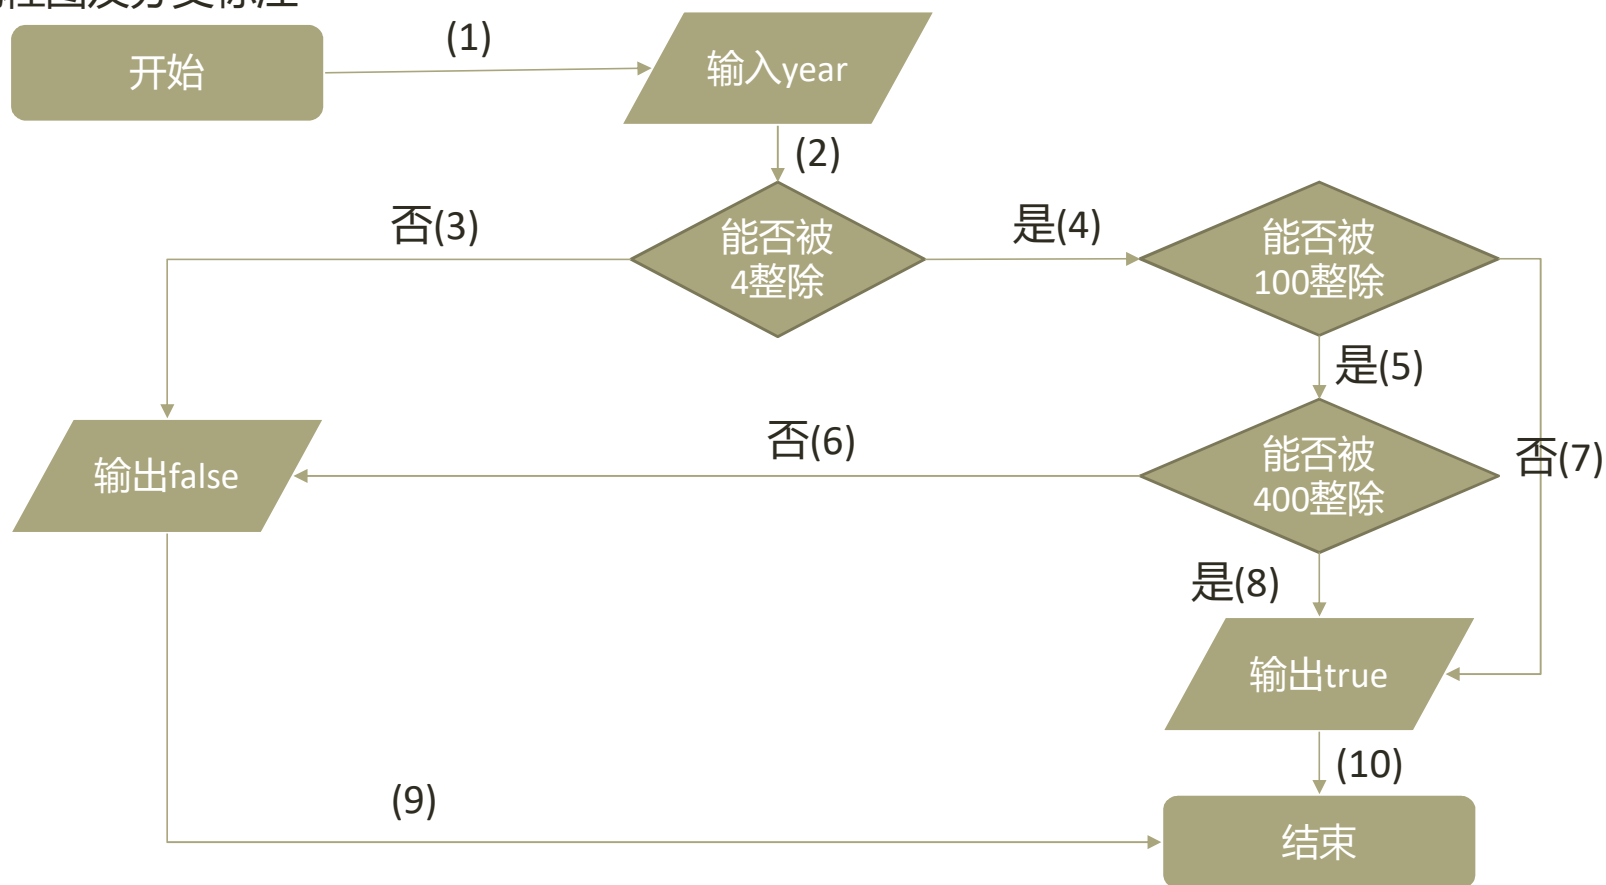 开始
(1)
输入year
(2)
否(3)
能否被
4整除
是(4)
能否被
100整除
是(5)
否(6)
能否被
400整除
否(7)
输出false
是(8)
输出true
(10)
(9)
结束